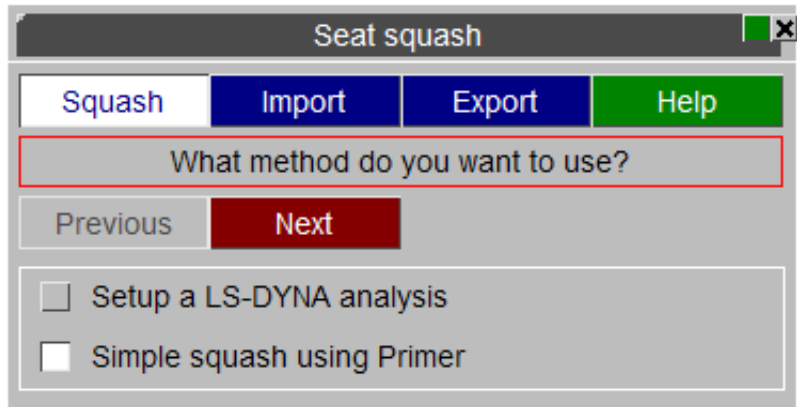 Seat squash
Squash Import Export Help
What method do you want to use?
Previous Next
Setup a LS-DYNA analysis
Simple squash using Primer